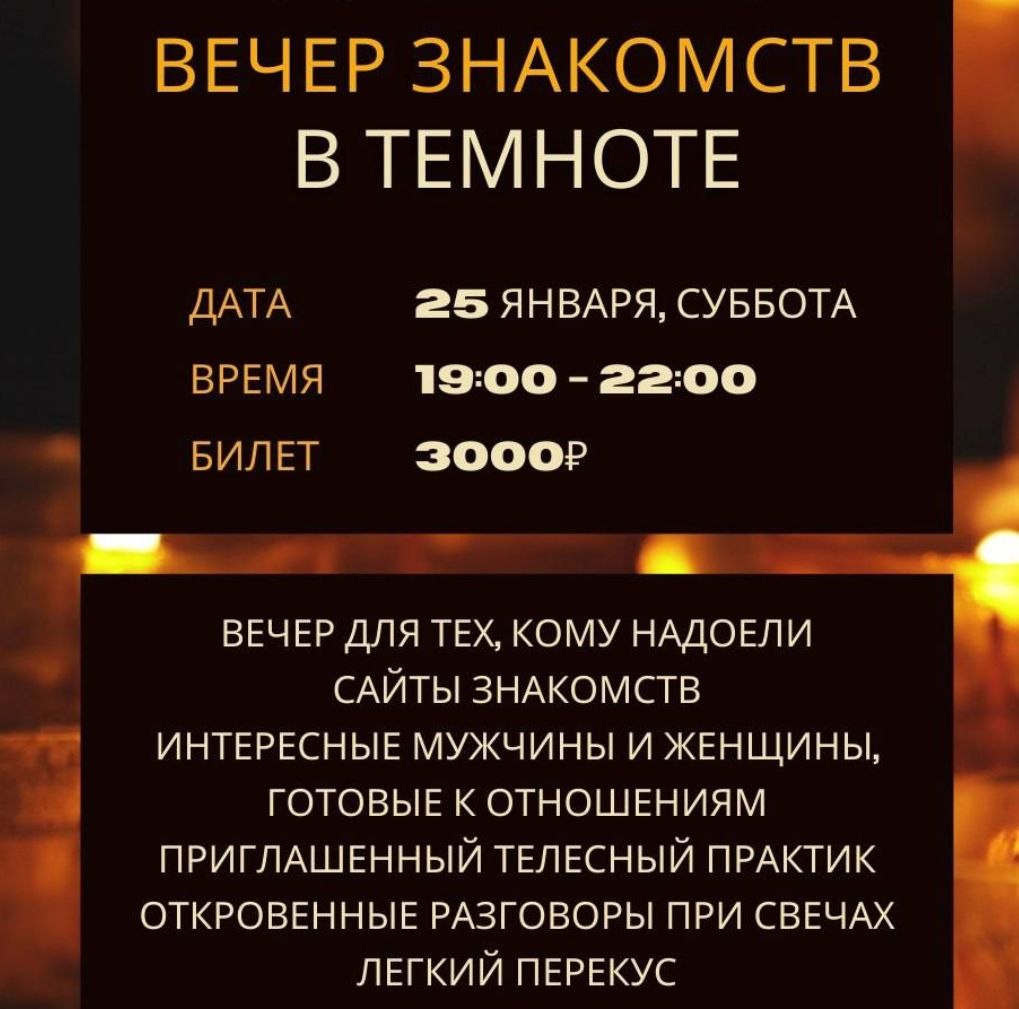 ВЕЧЕР ЗНАКОМСТВ
В ТЕМНОТЕ
ДАТА 25 ЯНВАРЯ, СУББОТА
ВРЕМЯ 19:00 - 22:00
БИЛЕТ 3000₽
ВЕЧЕР ДЛЯ ТЕХ, КОМУ НАДОЕЛИ
САЙТЫ ЗНАКОМСТВ
ИНТЕРЕСНЫЕ МУЖЧИНЫ И ЖЕНЩИНЫ,
ГОТОВЫЕ К ОТНОШЕНИЯМ
ПРИГЛАШЕННЫЙ ТЕЛЕСНЫЙ ПРАКТИК
ОТКРОВЕННЫЕ РАЗГОВОРЫ ПРИ СВЕЧАХ
ЛЕГКИЙ ПЕРЕКУС